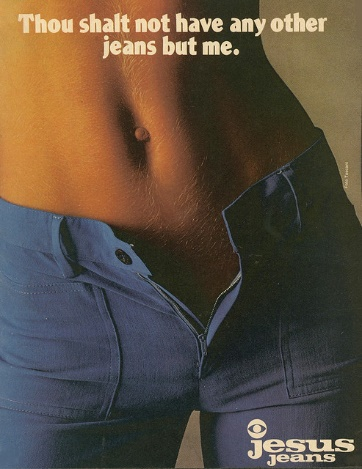 Thou shalt not have any other
jeans but me.
jesus
jeans